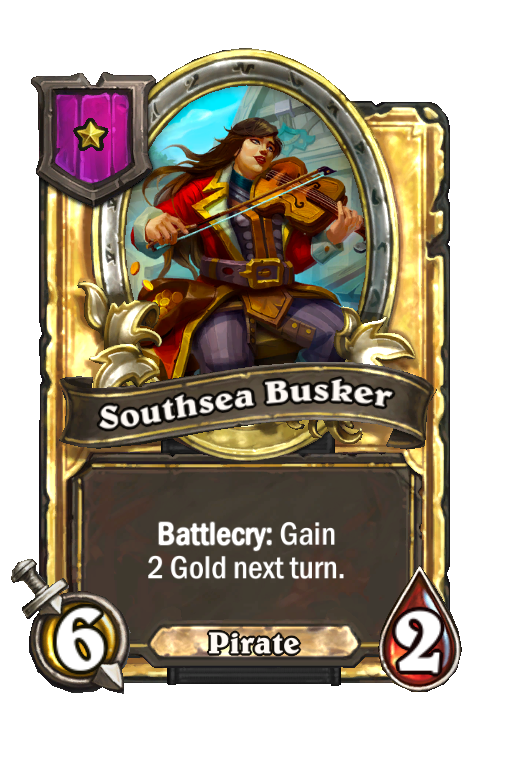 Southsea Busker
Battlecry: Gain
2 Gold next turn.
6
Pirate
2